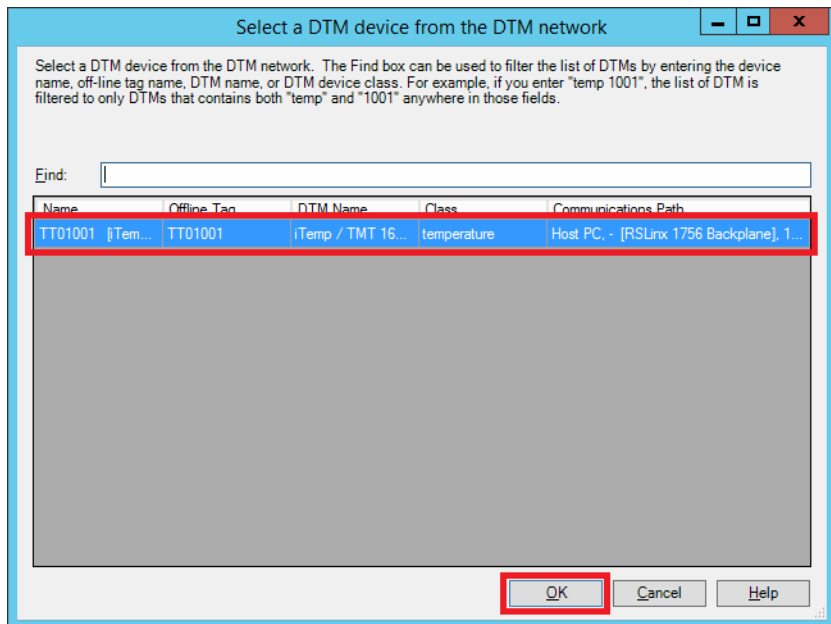 Select a DTM device from the DTM network
Select a DTM device from the DTM network. The Find box can be used to filter the list of DTMs by entering the device
name, off-line tag name, DTM name, or DTM device class. For example, if you enter "temp 1001", the list of DTM is
filtered to only DTMs that contains both "temp" and "1001" anywhere in those fields.
Find:
Name Offline Tag DTM Name Class Communications Path
TT01001 [iTem... TT01001 iTemp / TMT 16... temperature Host PC, - [RSLinx 1756 Backplane], 1...
OK Cancel Help